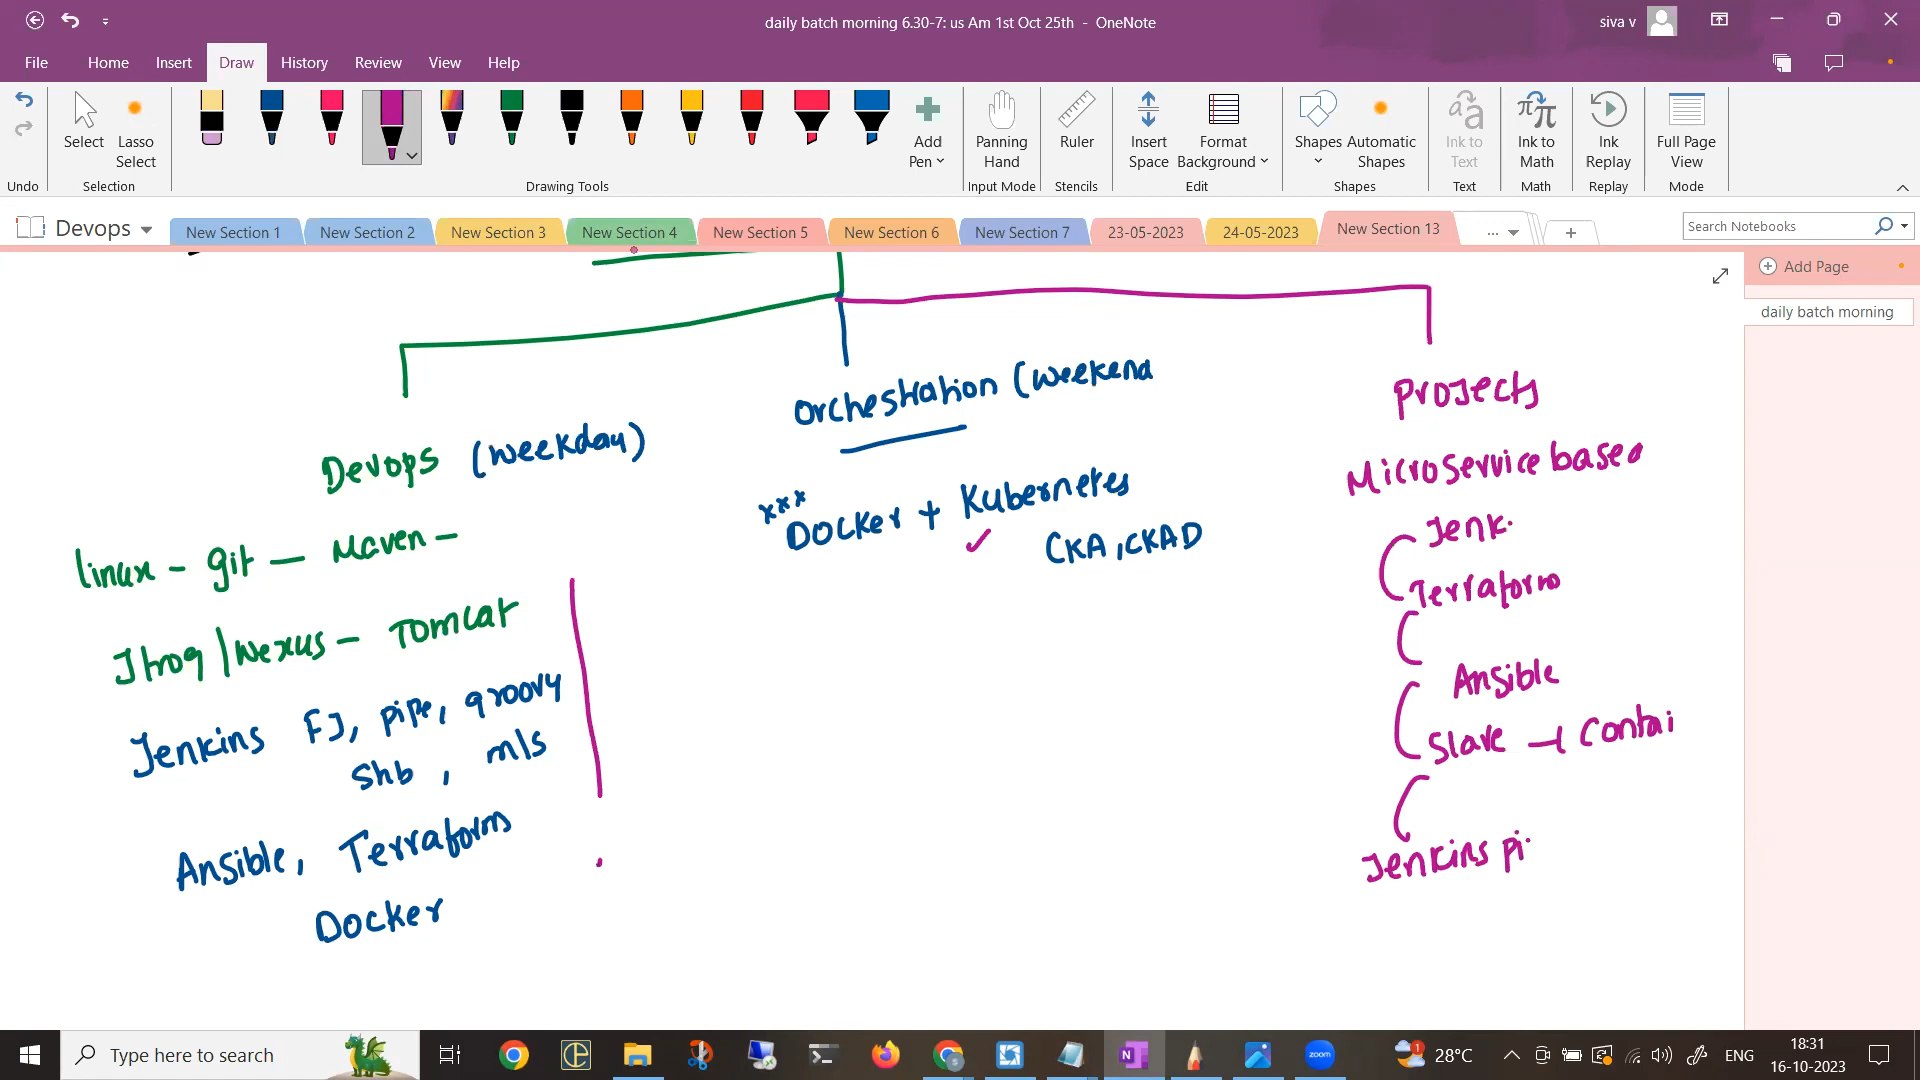 daily batch morning 6.30-7: us Am 1st Oct 25th - OneNote
siva v
File Home Insert Draw History Review View Help
Select
Lasso Select
Add Pen
Panning Hand
Ruler
Insert Space
Format Background
Shapes
Automatic Shapes
Ink to Text
Ink to Math
Ink Replay
Full Page View
Undo Selection Drawing Tools Input Mode Stencils Edit Shapes Text Math Replay Mode
Devops New Section 1 New Section 2 New Section 3 New Section 4 New Section 5 New Section 6 New Section 7 23-05-2023 24-05-2023 New Section 13 ... Search Notebooks
Add Page
daily batch morning
Devops (weekday)
linux - git - Maven -
Jfrog | Nexus - Tomcat
Jenkins FJ, pipe, groovy
Shb , m/s
Ansible, Terraform
Docker
Orchestration (weekend
*** Docker + Kubernetes
CKA, CKAD
Projects
Microservice based
Jenk.
Terraform
Ansible
Slave - Contai
Jenkins pi
Type here to search
28°C
ENG
18:31
16-10-2023
zoom